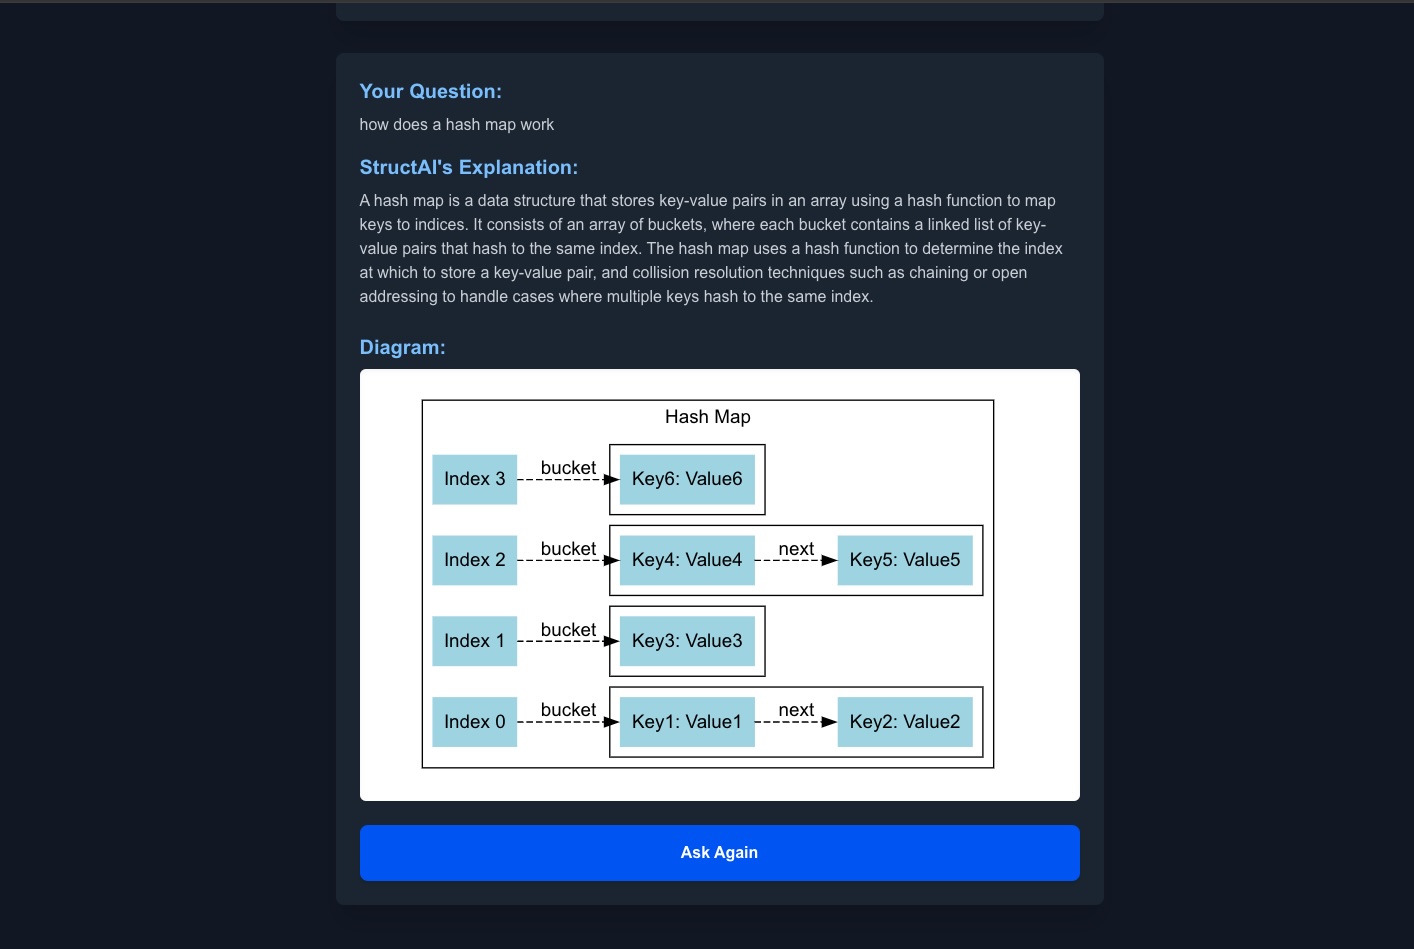 Your Question:
how does a hash map work
StructAI's Explanation:
A hash map is a data structure that stores key-value pairs in an array using a hash function to map
keys to indices. It consists of an array of buckets, where each bucket contains a linked list of key-
value pairs that hash to the same index. The hash map uses a hash function to determine the index
at which to store a key-value pair, and collision resolution techniques such as chaining or open
addressing to handle cases where multiple keys hash to the same index.
Diagram:
Hash Map
Index 3 bucket Key6: Value6
Index 2 bucket Key4: Value4 next Key5: Value5
Index 1 bucket Key3: Value3
Index 0 bucket Key1: Value1 next Key2: Value2
Ask Again